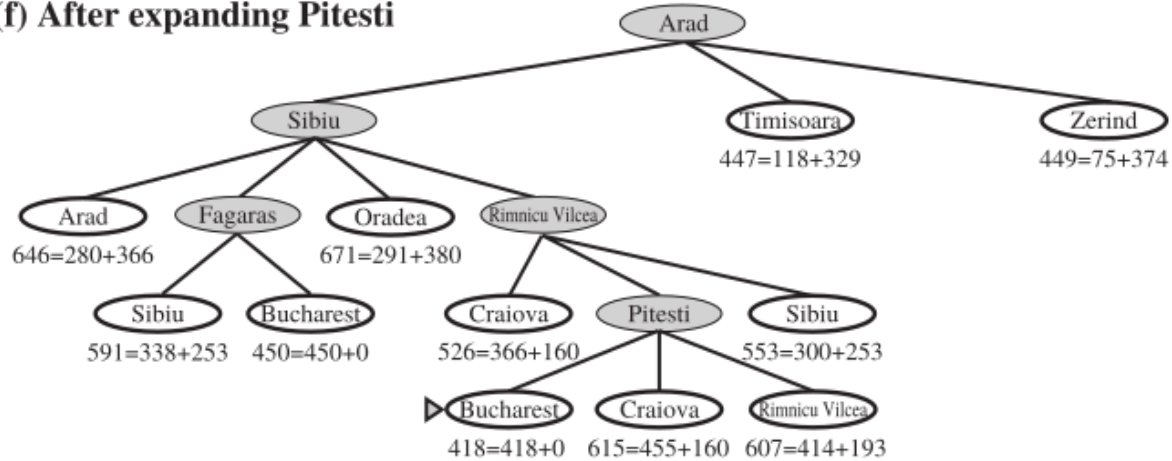 (f) After expanding Pitesti
Arad
Sibiu
Timisoara
Zerind
447=118+329
449=75+374
Arad
Fagaras
Oradea
Rimnicu Vilcea
646=280+366
671=291+380
Sibiu
Bucharest
Craiova
Pitesti
Sibiu
591=338+253
450=450+0
526=366+160
553=300+253
Bucharest
Craiova
Rimnicu Vilcea
418=418+0
615=455+160
607=414+193